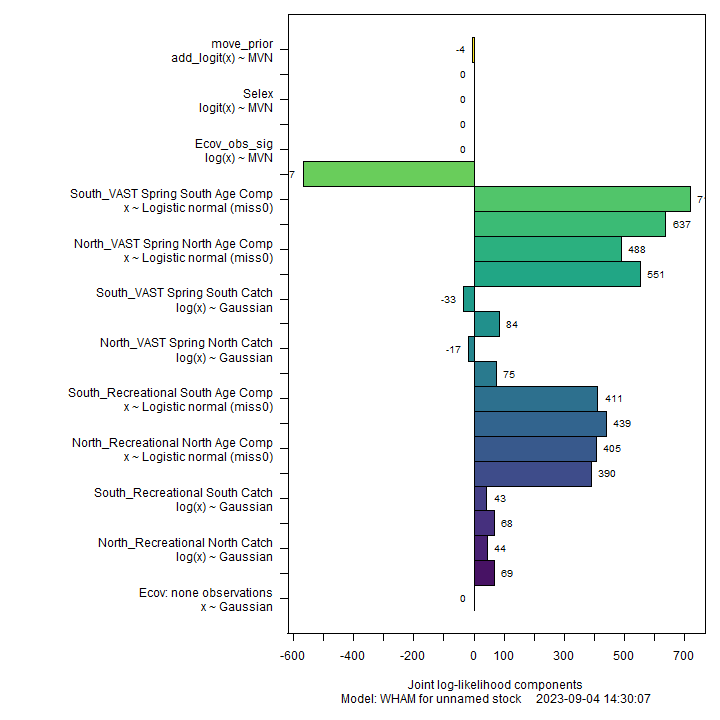 move_prior
add_logit(x) ~ MVN
-4
0
Selex
logit(x) ~ MVN
0
0
Ecov_obs_sig
log(x) ~ MVN
0
7
South_VAST Spring South Age Comp
x ~ Logistic normal (miss0)
7
637
North_VAST Spring North Age Comp
x ~ Logistic normal (miss0)
488
551
South_VAST Spring South Catch
log(x) ~ Gaussian
-33
84
North_VAST Spring North Catch
log(x) ~ Gaussian
-17
75
South_Recreational South Age Comp
x ~ Logistic normal (miss0)
411
439
North_Recreational North Age Comp
x ~ Logistic normal (miss0)
405
390
South_Recreational South Catch
log(x) ~ Gaussian
43
68
North_Recreational North Catch
log(x) ~ Gaussian
44
69
Ecov: none observations
x ~ Gaussian
0
-600 -400 -200 0 100 300 500 700
Joint log-likelihood components
Model: WHAM for unnamed stock 2023-09-04 14:30:07